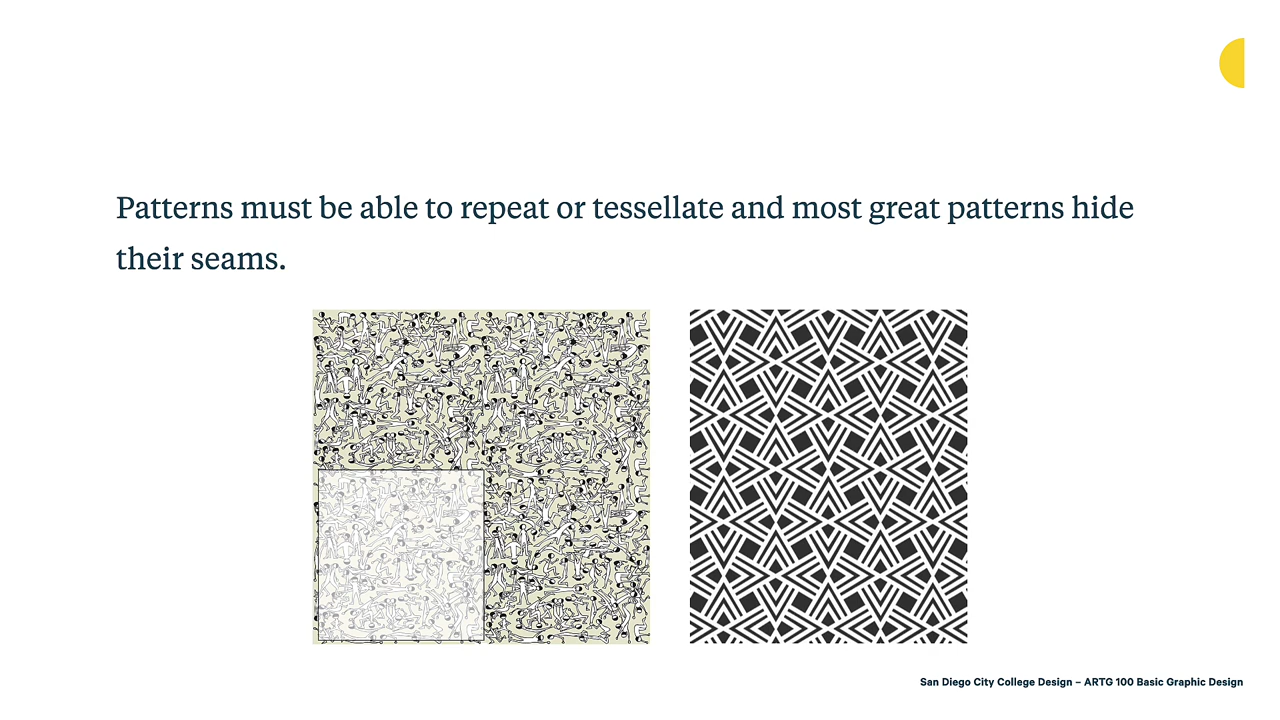 Patterns must be able to repeat or tessellate and most great patterns hide
their seams.
San Diego City College Design – ARTG 100 Basic Graphic Design